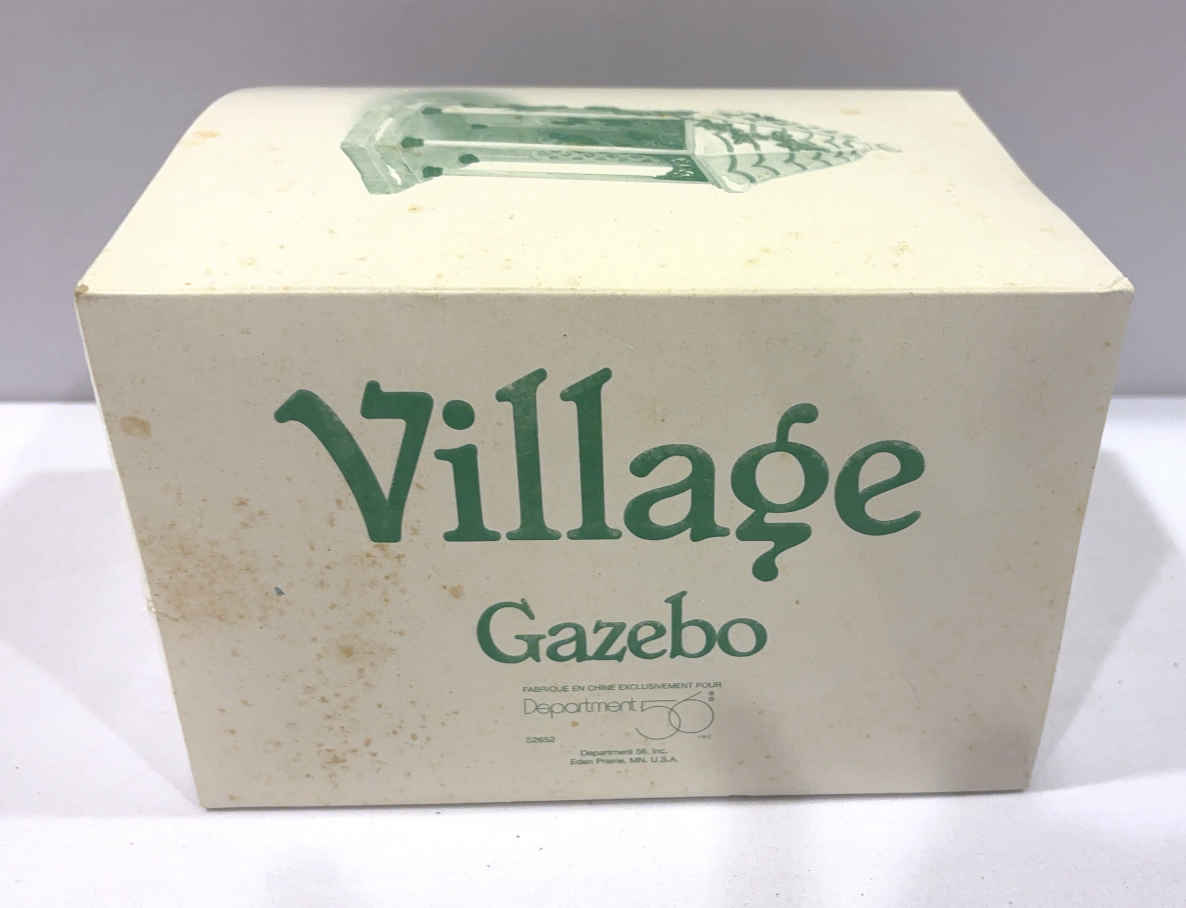 Village
Gazebo
FABRIQUE EN CHINE EXCLUSIVEMENT POUR
Department 56
52652
Department 56, Inc.
Eden Prairie, MN. U.S.A.